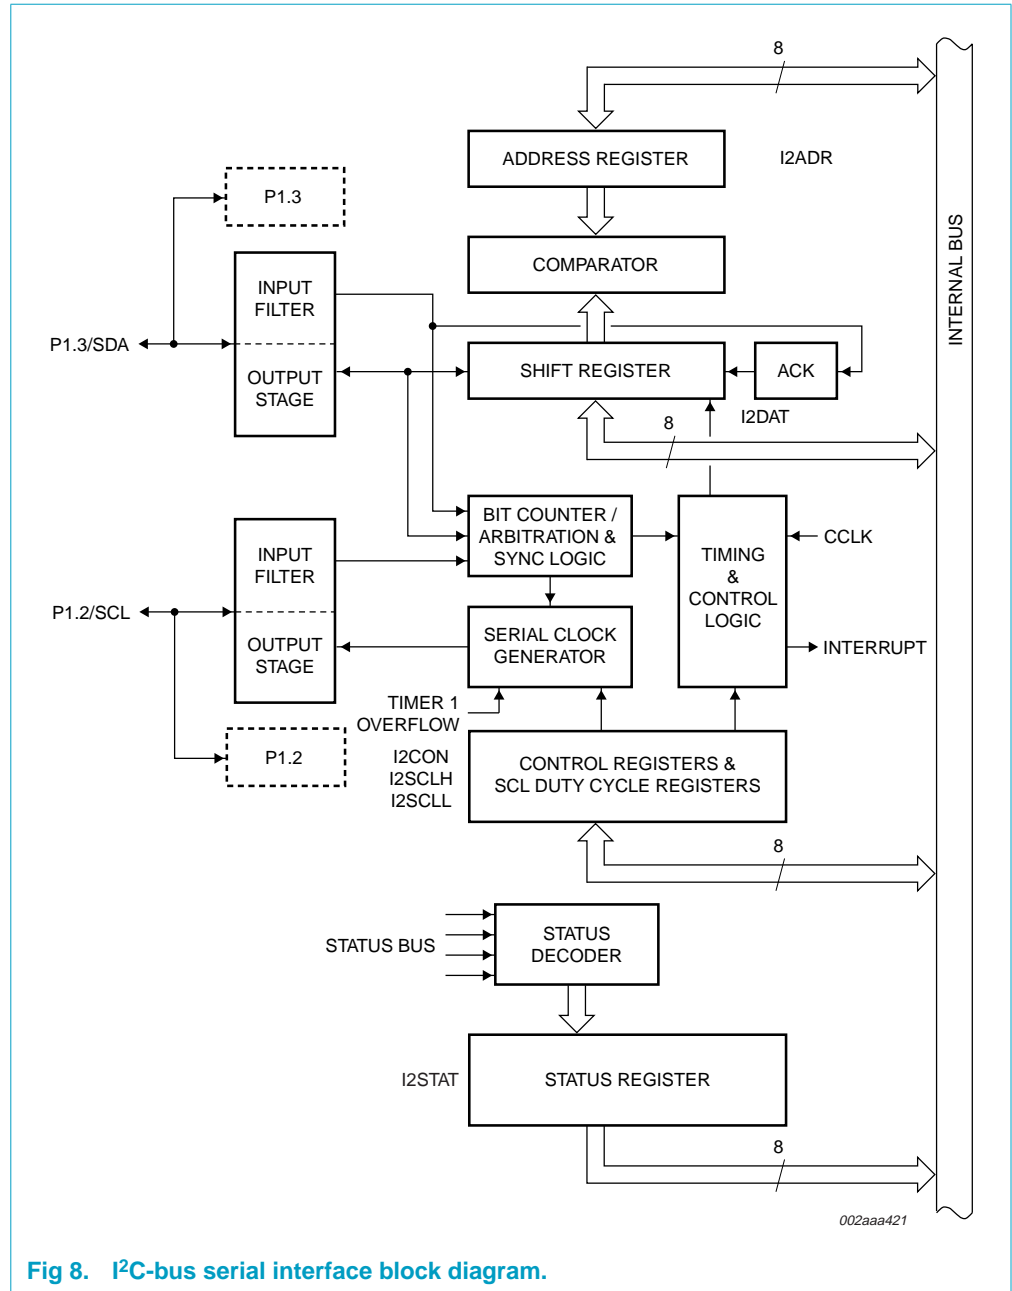 8
ADDRESS REGISTER
I2ADR
P1.3
INTERNAL BUS
COMPARATOR
INPUT
FILTER
P1.3/SDA
OUTPUT
STAGE
SHIFT REGISTER
ACK
I2DAT
8
BIT COUNTER /
ARBITRATION &
SYNC LOGIC
INPUT
FILTER
TIMING
&
CONTROL
LOGIC
CCLK
P1.2/SCL
OUTPUT
STAGE
SERIAL CLOCK
GENERATOR
INTERRUPT
TIMER 1
OVERFLOW
P1.2
I2CON
I2SCLH
I2SCLL
CONTROL REGISTERS &
SCL DUTY CYCLE REGISTERS
8
STATUS BUS
STATUS
DECODER
I2STAT
STATUS REGISTER
8
002aaa421
Fig 8. I²C-bus serial interface block diagram.